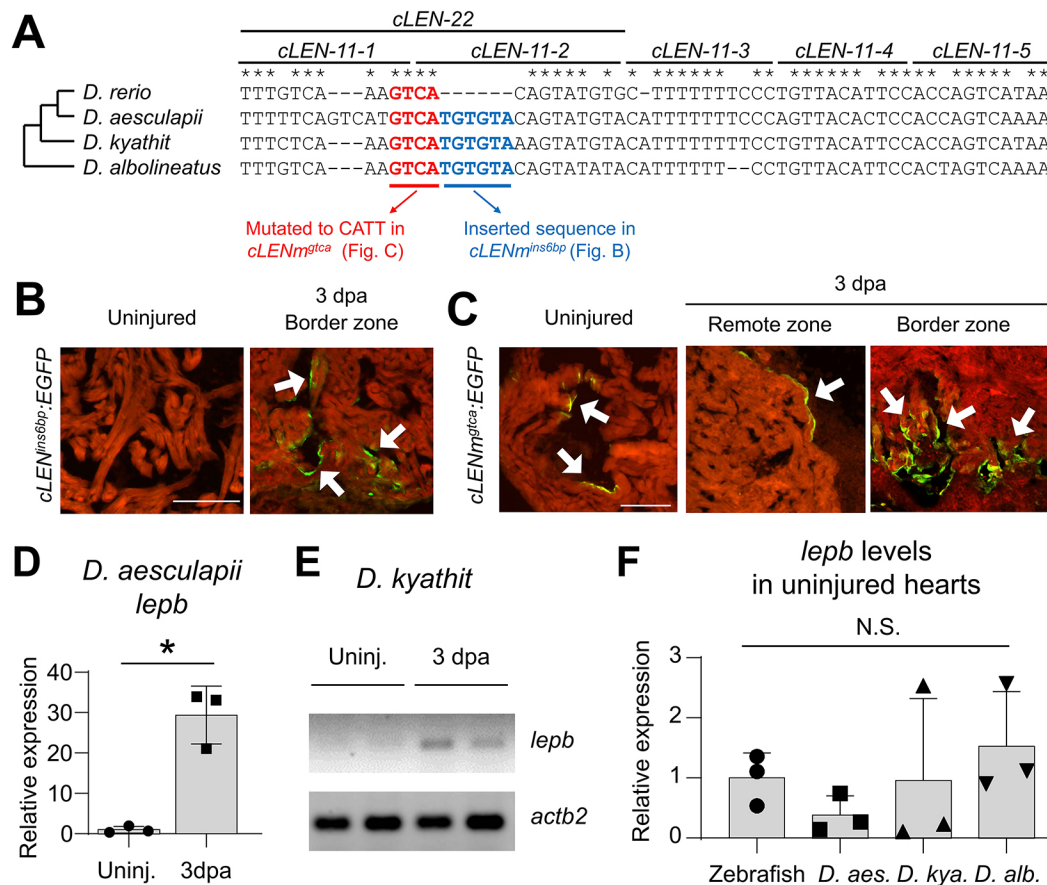 A
cLEN-22
cLEN-11-1 cLEN-11-2 cLEN-11-3 cLEN-11-4 cLEN-11-5
D. rerio TTTGTCA---AAGTCA------CAGTATGTGC-TTTTTTTCCCTGTTACATTCCACCAGTCATAA
D. aesculapii TTTTTCAGTCATGTCATGTGTACAGTATGTACATTTTTTTCCCTGTTACATTCCACCAGTCAAAA
D. kyathit TTTCTCA---AAGTCATGTGTAAAGTATGTACATTTTTTTCCCTGTTACATTCCACCAGTCAAAA
D. albolineatus TTTCTCA---AAGTCATGTGTACAGTATATACATTTTTT--CCTGTTACATTCCACTAGTCAAAA
Mutated to CATT in
cLENm^gtca (Fig. C)
Inserted sequence in
cLENm^ins6bp (Fig. B)
B
Uninjured
3 dpa
Border zone
cLEN^ins6bp:EGFP
C
3 dpa
Uninjured
Remote zone
Border zone
cLENm^gtca:EGFP
D
D. aesculapii
lepb
*
Relative expression
40
30
20
10
0
Uninj. 3dpa
E
D. kyathit
Uninj. 3 dpa
lepb
actb2
F
lepb levels
in uninjured hearts
N.S.
Relative expression
3
2
1
0
Zebrafish D. aes. D. kya. D. alb.